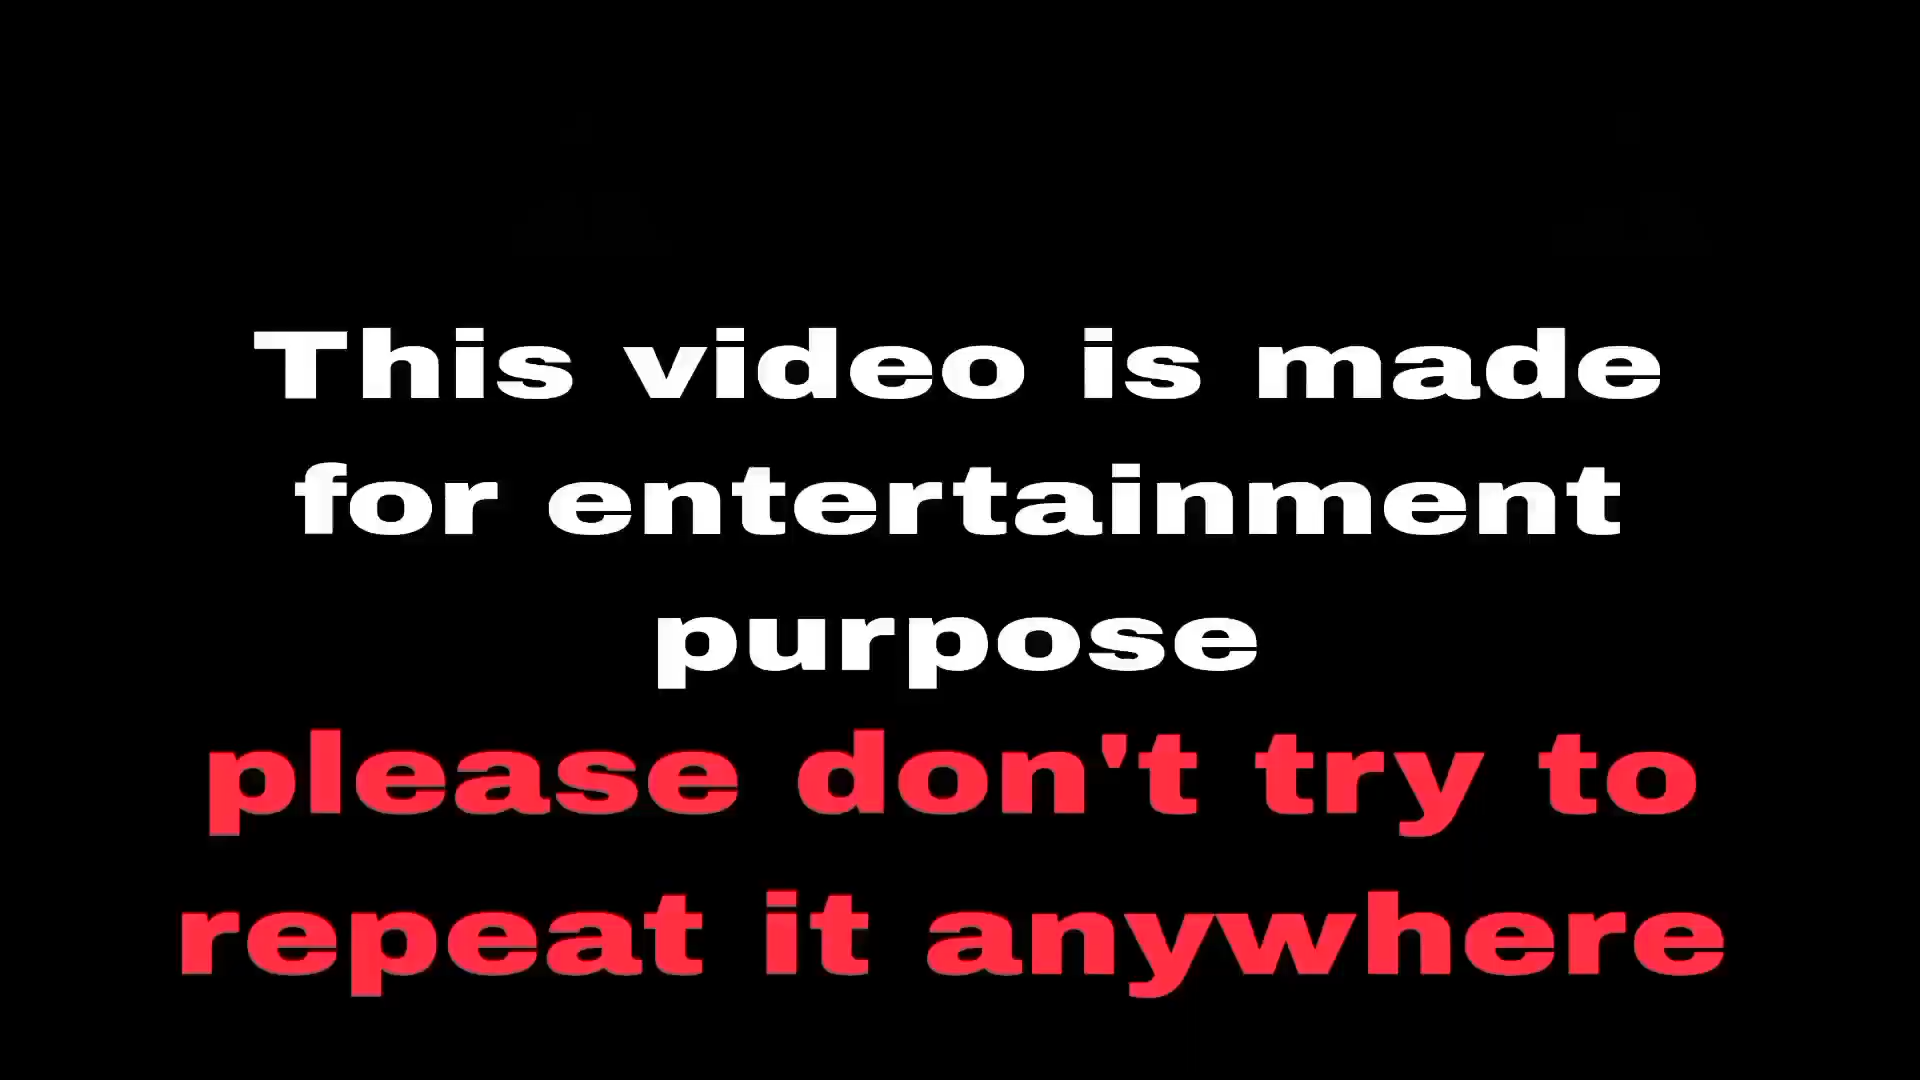 This video is made
for entertainment
purpose
please don't try to
repeat it anywhere